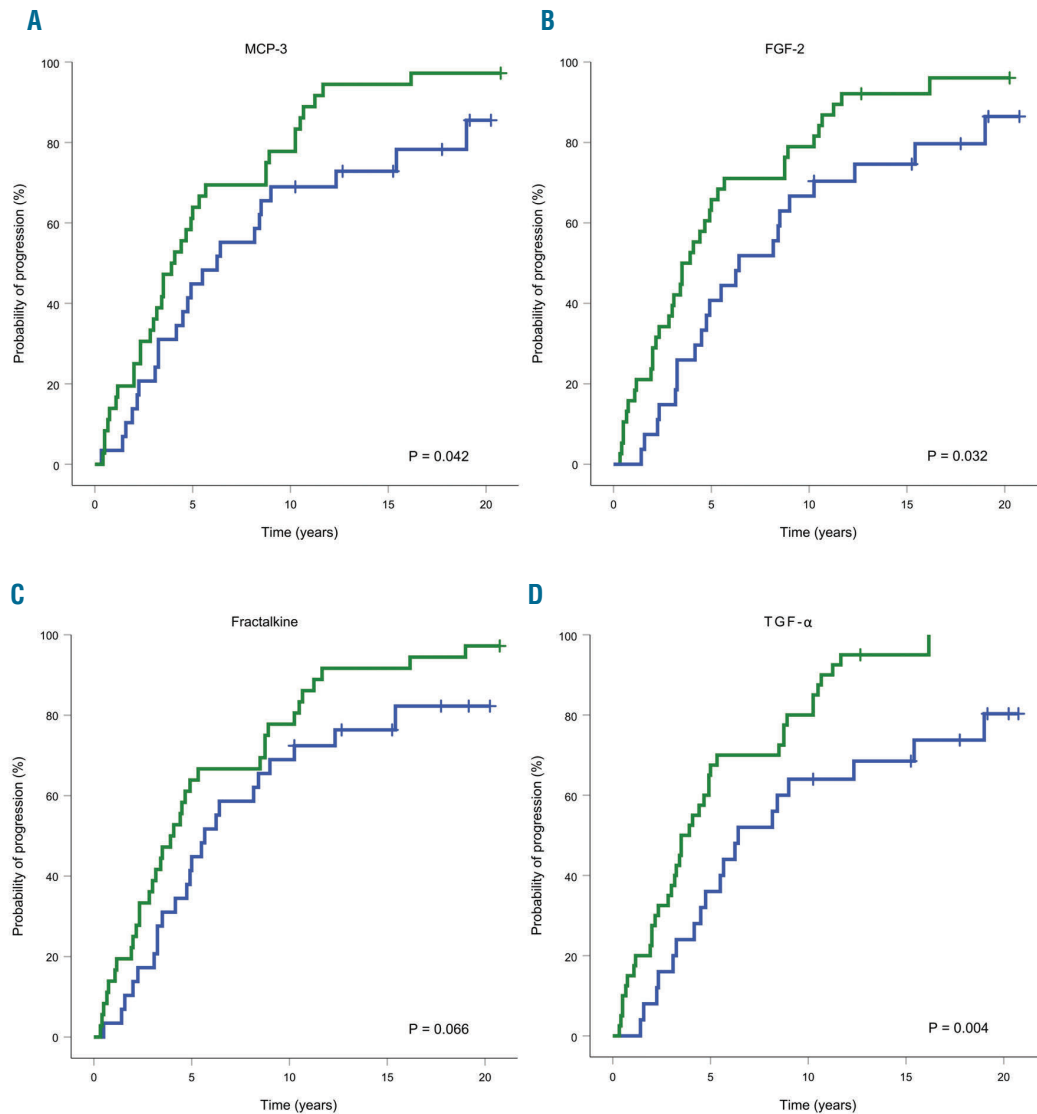 A
MCP-3
Probability of progression (%)
100
80
60
40
20
0
P = 0.042
0 5 10 15 20
Time (years)
B
FGF-2
Probability of progression (%)
100
80
60
40
20
0
P = 0.032
0 5 10 15 20
Time (years)
C
Fractalkine
Probability of progression (%)
100
80
60
40
20
0
P = 0.066
0 5 10 15 20
Time (years)
D
TGF-α
Probability of progression (%)
100
80
60
40
20
0
P = 0.004
0 5 10 15 20
Time (years)